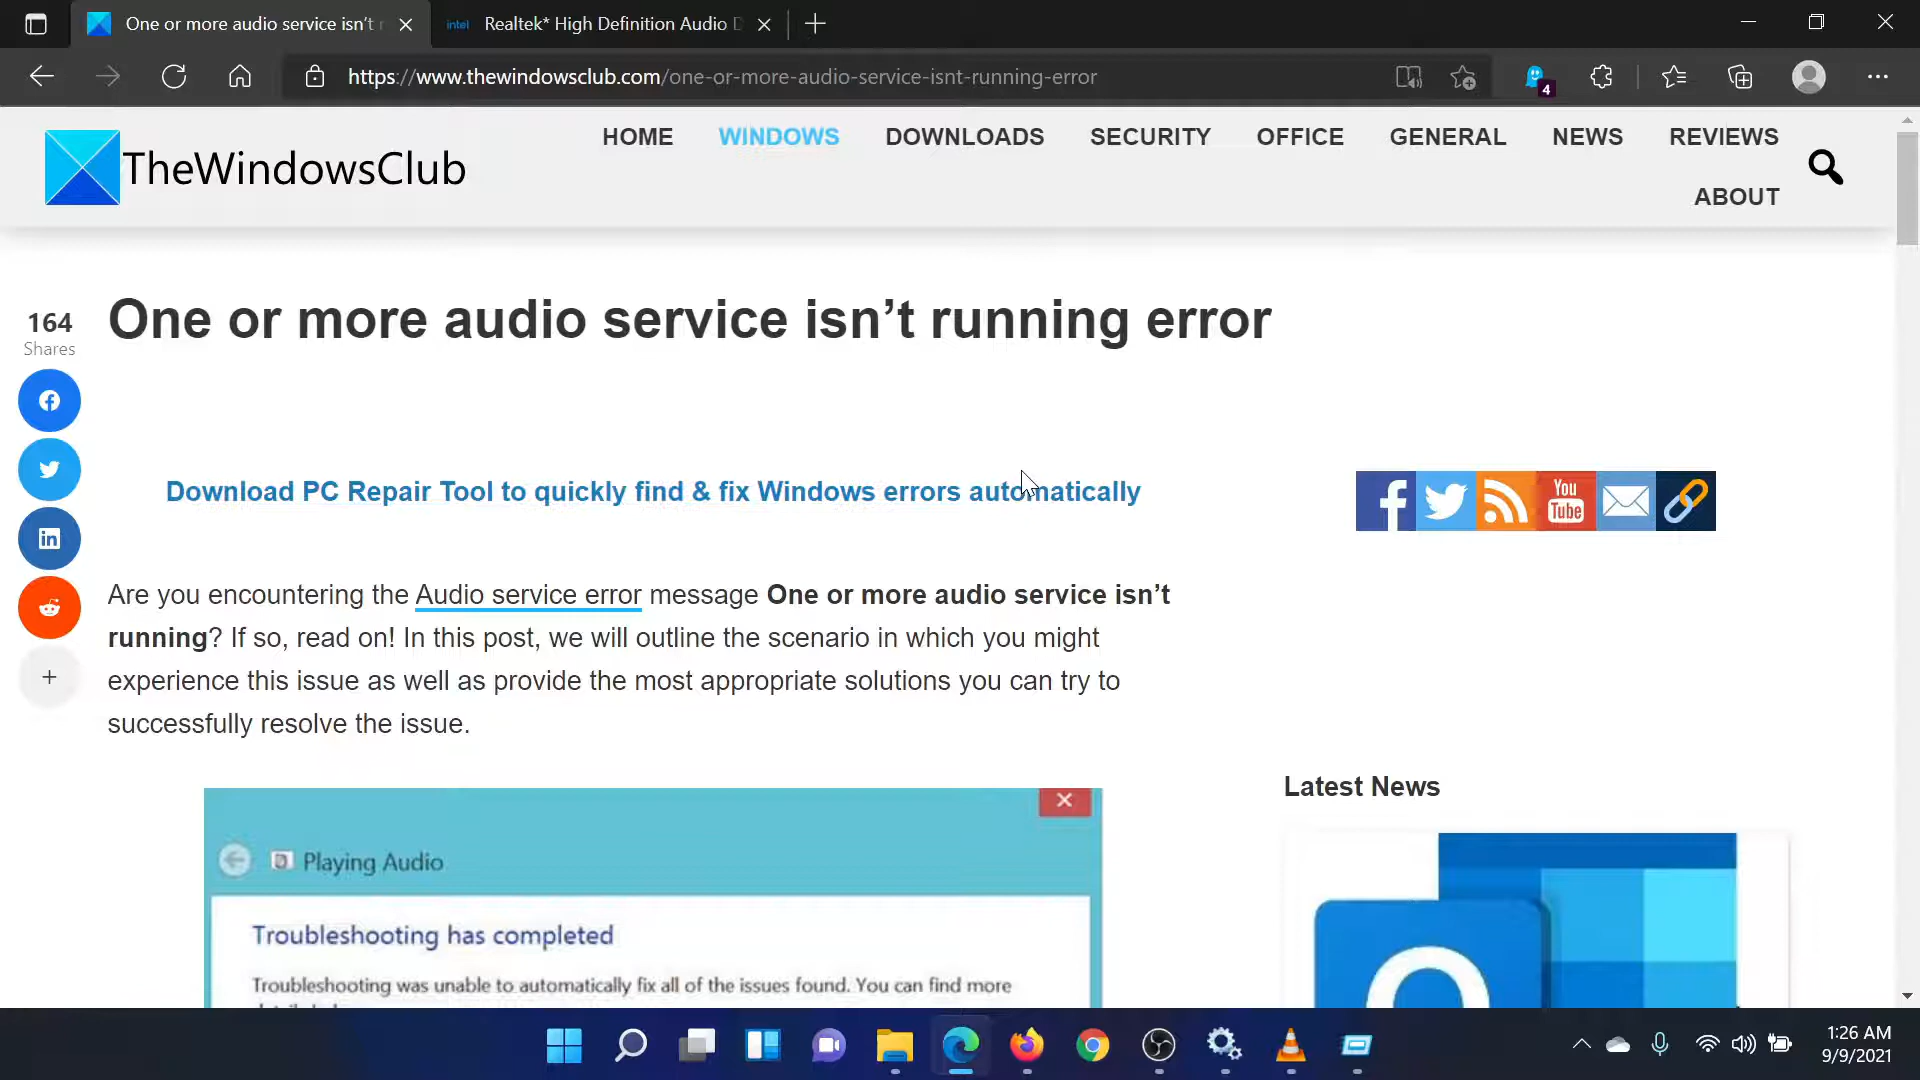 One or more audio service isn't r
intel Realtek* High Definition Audio D
https://www.thewindowsclub.com/one-or-more-audio-service-isnt-running-error
4
TheWindowsClub
HOME WINDOWS DOWNLOADS SECURITY OFFICE GENERAL NEWS REVIEWS
ABOUT
One or more audio service isn’t running error
164
Shares
Download PC Repair Tool to quickly find & fix Windows errors automatically
You
Tube
Are you encountering the Audio service error message One or more audio service isn’t
running? If so, read on! In this post, we will outline the scenario in which you might
experience this issue as well as provide the most appropriate solutions you can try to
successfully resolve the issue.
Latest News
Playing Audio
Troubleshooting has completed
Troubleshooting was unable to automatically fix all of the issues found. You can find more
1:26 AM
9/9/2021